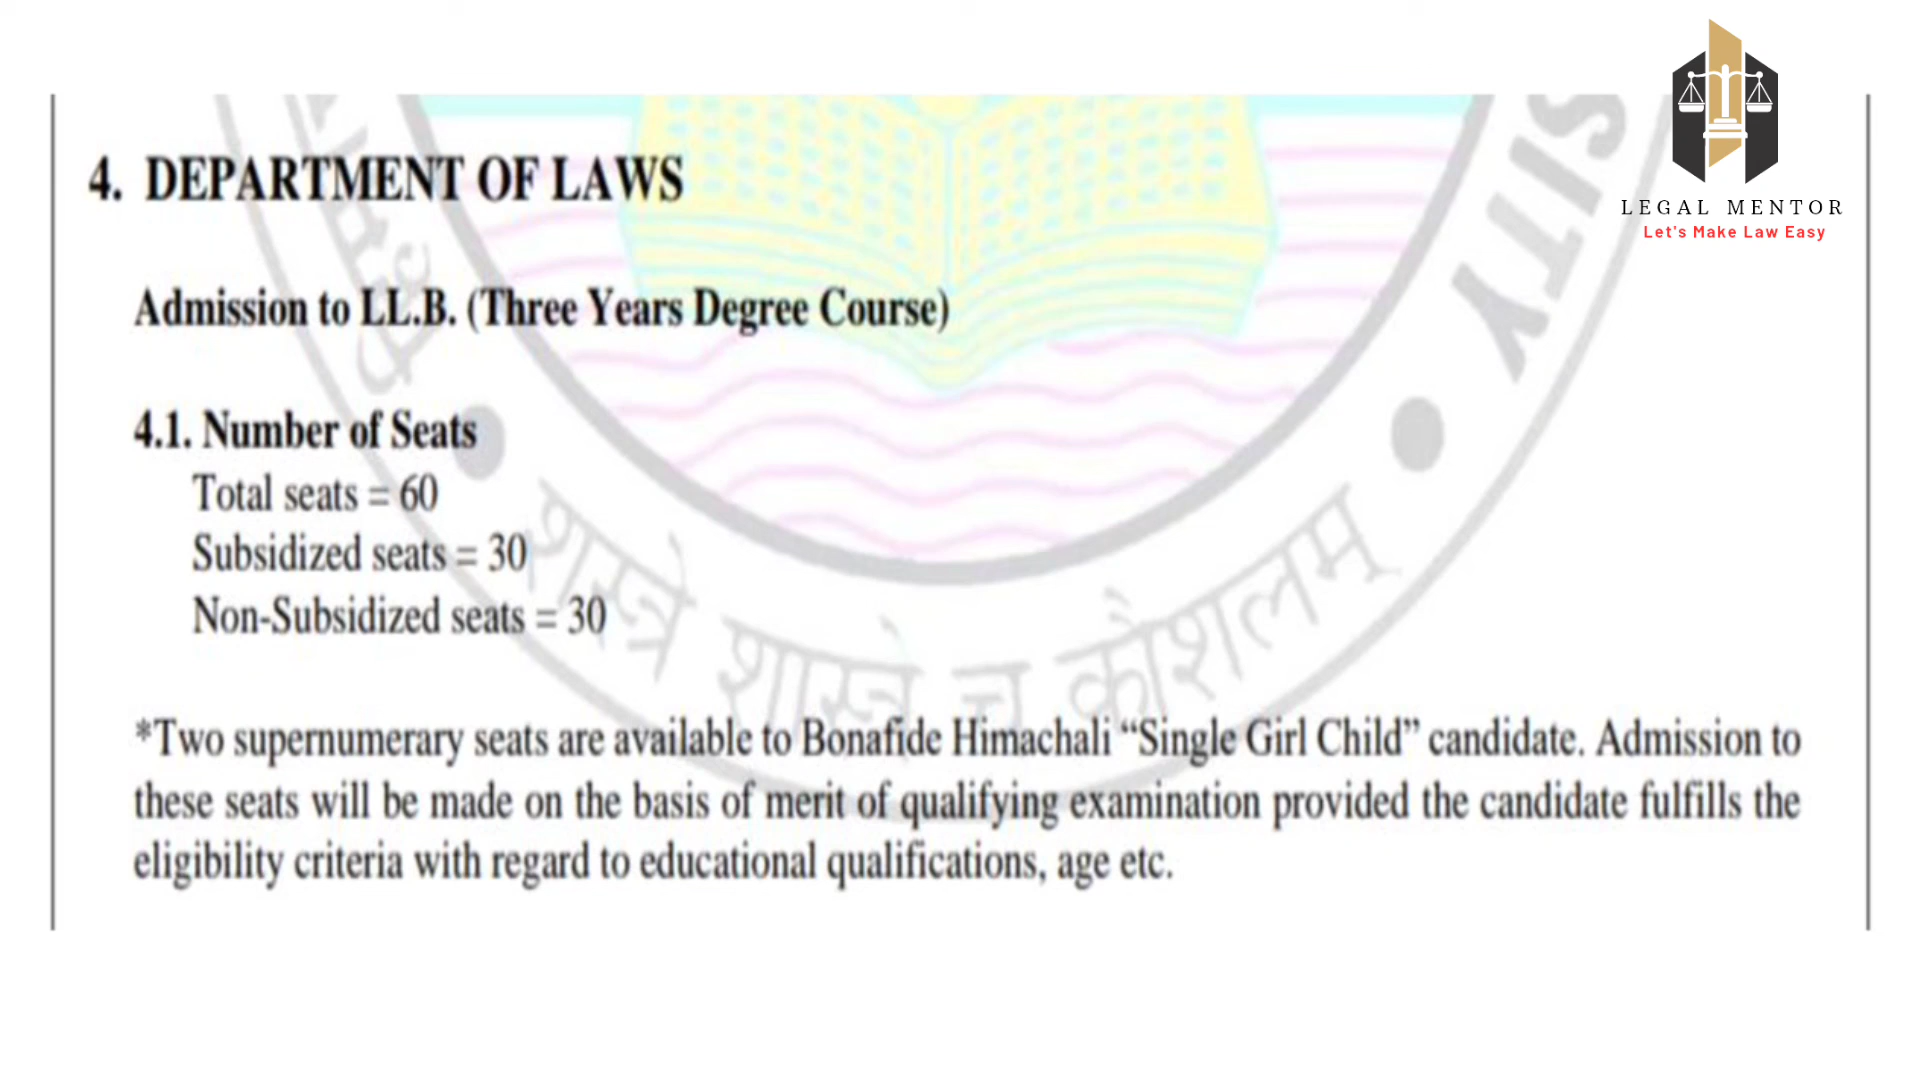 LEGAL MENTOR
Let's Make Law Easy
4. DEPARTMENT OF LAWS
Admission to LL.B. (Three Years Degree Course)
4.1. Number of Seats
Total seats = 60
Subsidized seats = 30
Non-Subsidized seats = 30
*Two supernumerary seats are available to Bonafide Himachali “Single Girl Child” candidate. Admission to
these seats will be made on the basis of merit of qualifying examination provided the candidate fulfills the
eligibility criteria with regard to educational qualifications, age etc.
SITY
शास्त्रे च कौशलम